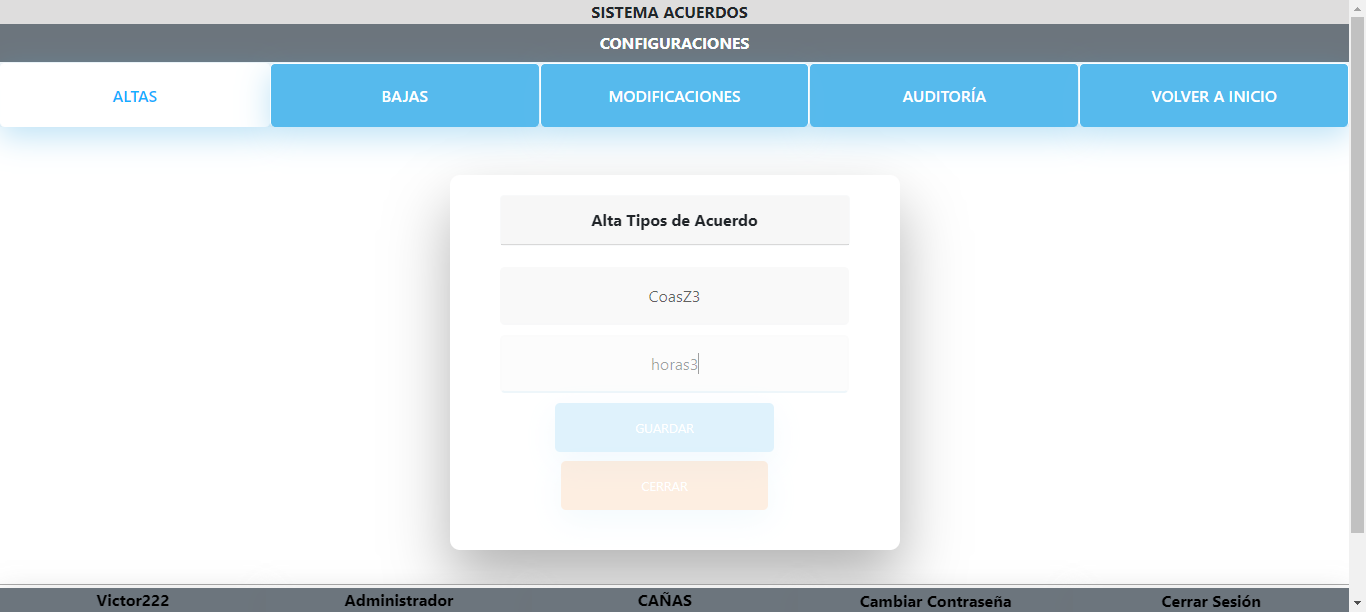 SISTEMA ACUERDOS
CONFIGURACIONES
ALTAS BAJAS MODIFICACIONES AUDITORÍA VOLVER A INICIO
Alta Tipos de Acuerdo
CoasZ3
horas3
GUARDAR
CERRAR
Victor222 Administrador CAÑAS Cambiar Contraseña Cerrar Sesión